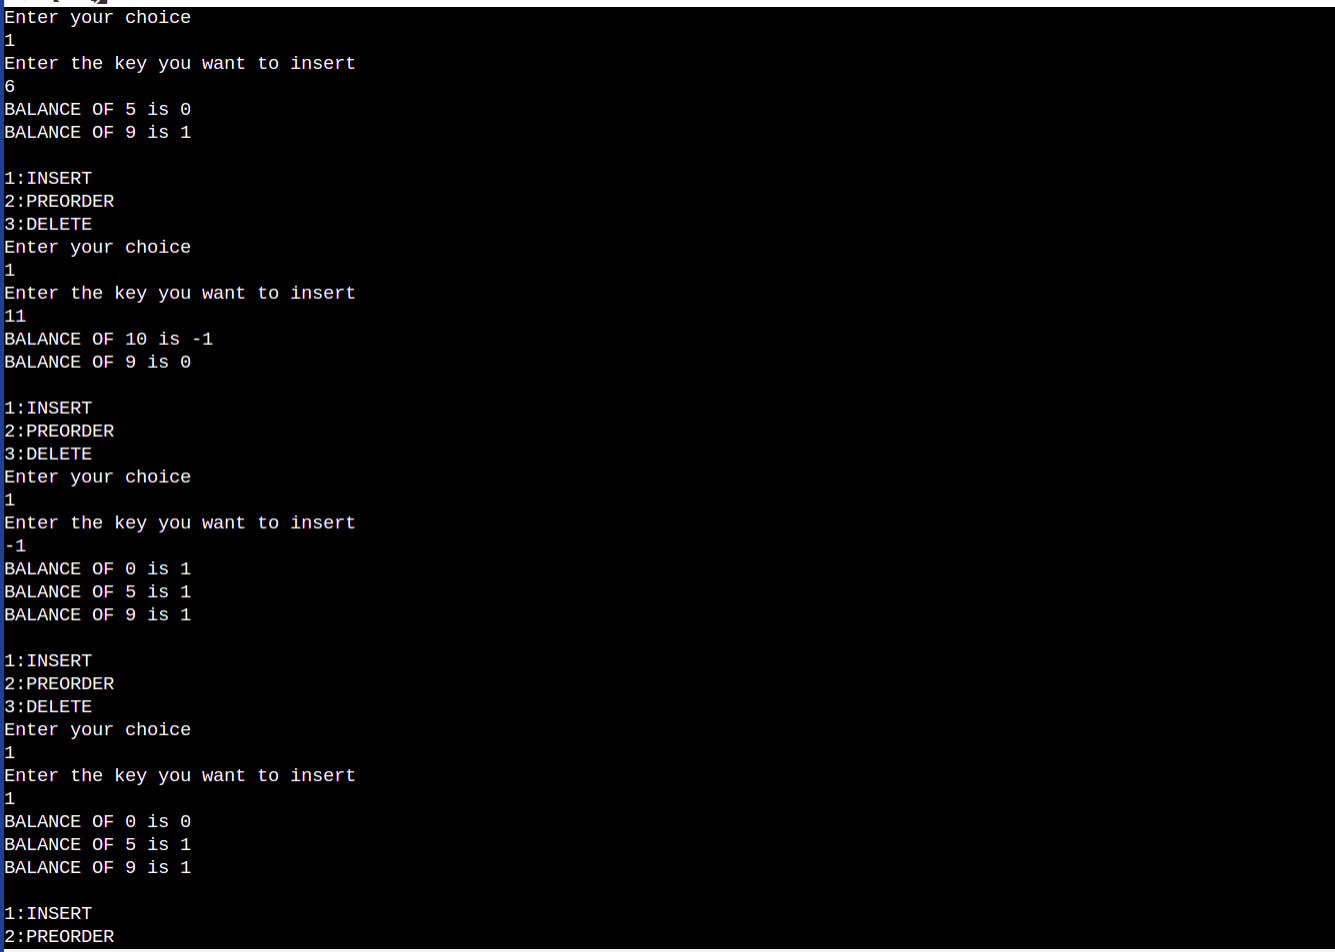 Enter your choice
1
Enter the key you want to insert
6
BALANCE OF 5 is 0
BALANCE OF 9 is 1
1:INSERT
2:PREORDER
3:DELETE
Enter your choice
1
Enter the key you want to insert
11
BALANCE OF 10 is -1
BALANCE OF 9 is 0
1:INSERT
2:PREORDER
3:DELETE
Enter your choice
1
Enter the key you want to insert
-1
BALANCE OF 0 is 1
BALANCE OF 5 is 1
BALANCE OF 9 is 1
1:INSERT
2:PREORDER
3:DELETE
Enter your choice
1
Enter the key you want to insert
1
BALANCE OF 0 is 0
BALANCE OF 5 is 1
BALANCE OF 9 is 1
1:INSERT
2:PREORDER